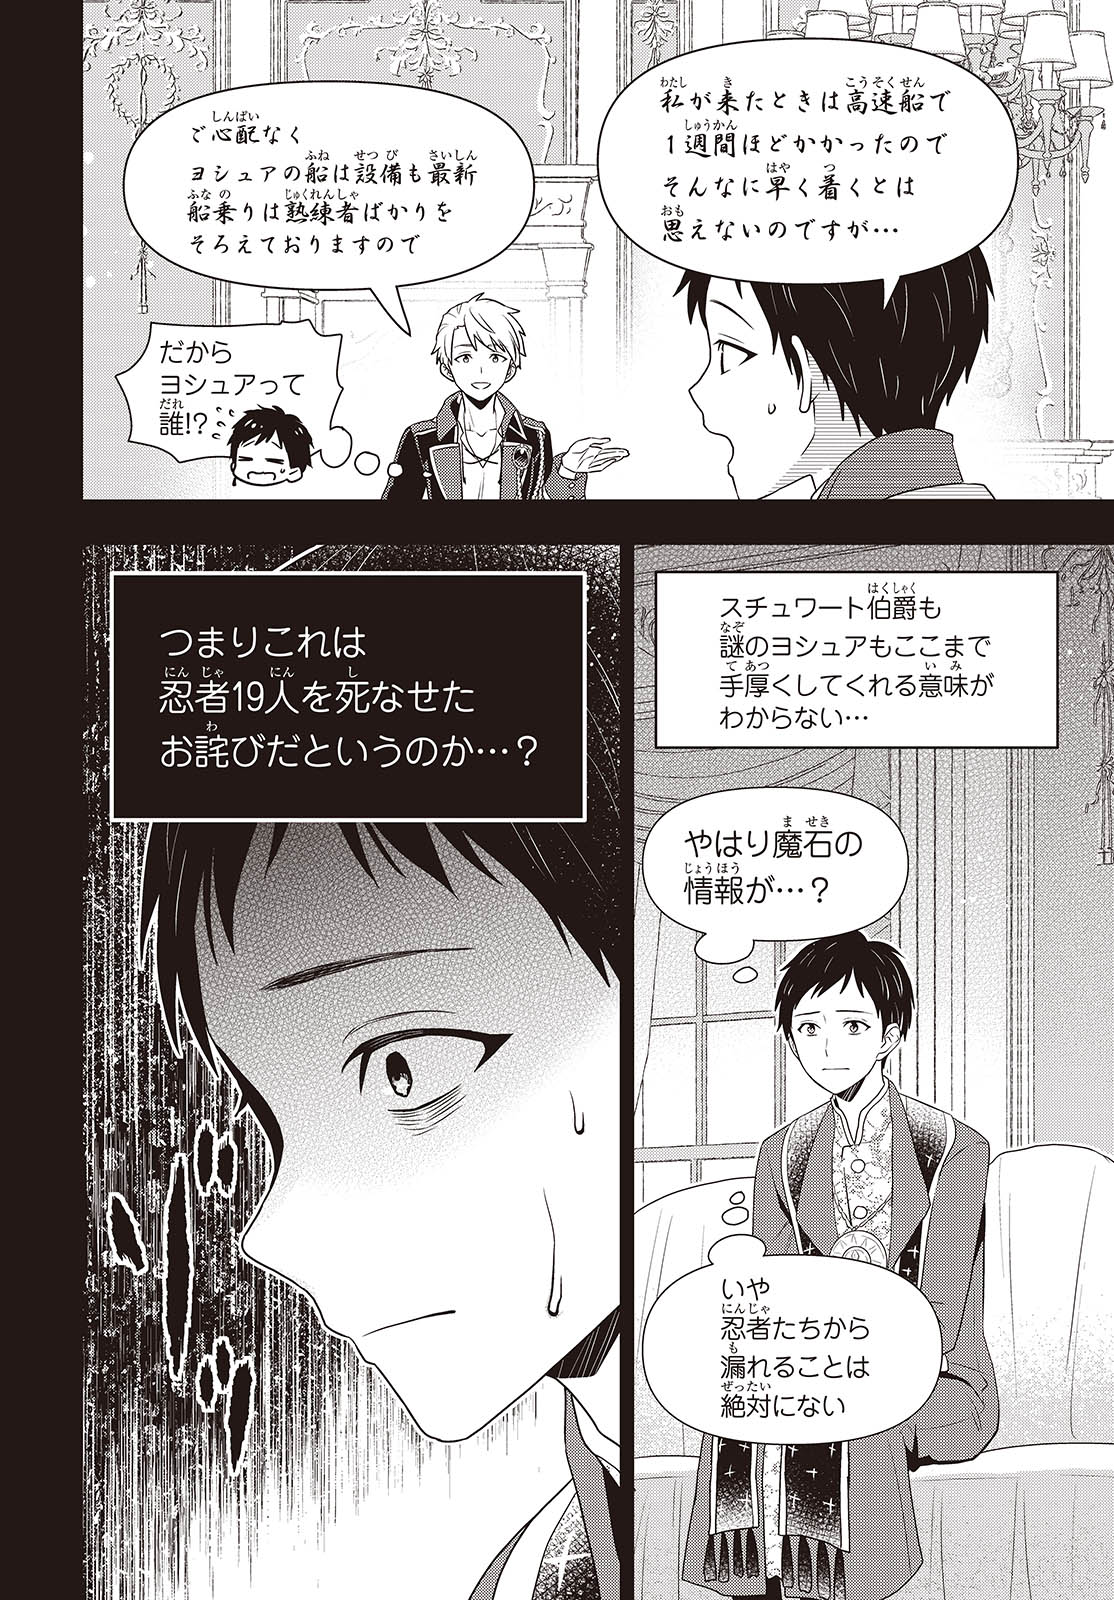 私が来たときは高速船で
1週間ほどかかったので
そんなに早く着くとは
思えないのですが…
ご心配なく
ヨシュアの船は設備も最新
船乗りは熟練者ばかりを
そろえておりますので
だから
ヨシュアって
誰!?
スチュワート伯爵も
謎のヨシュアもここまで
手厚くしてくれる意味が
わからない…
やはり魔石の
情報が…?
いや
忍者たちから
漏れることは
絶対にない
つまりこれは
忍者19人を死なせた
お詫びだというのか…?